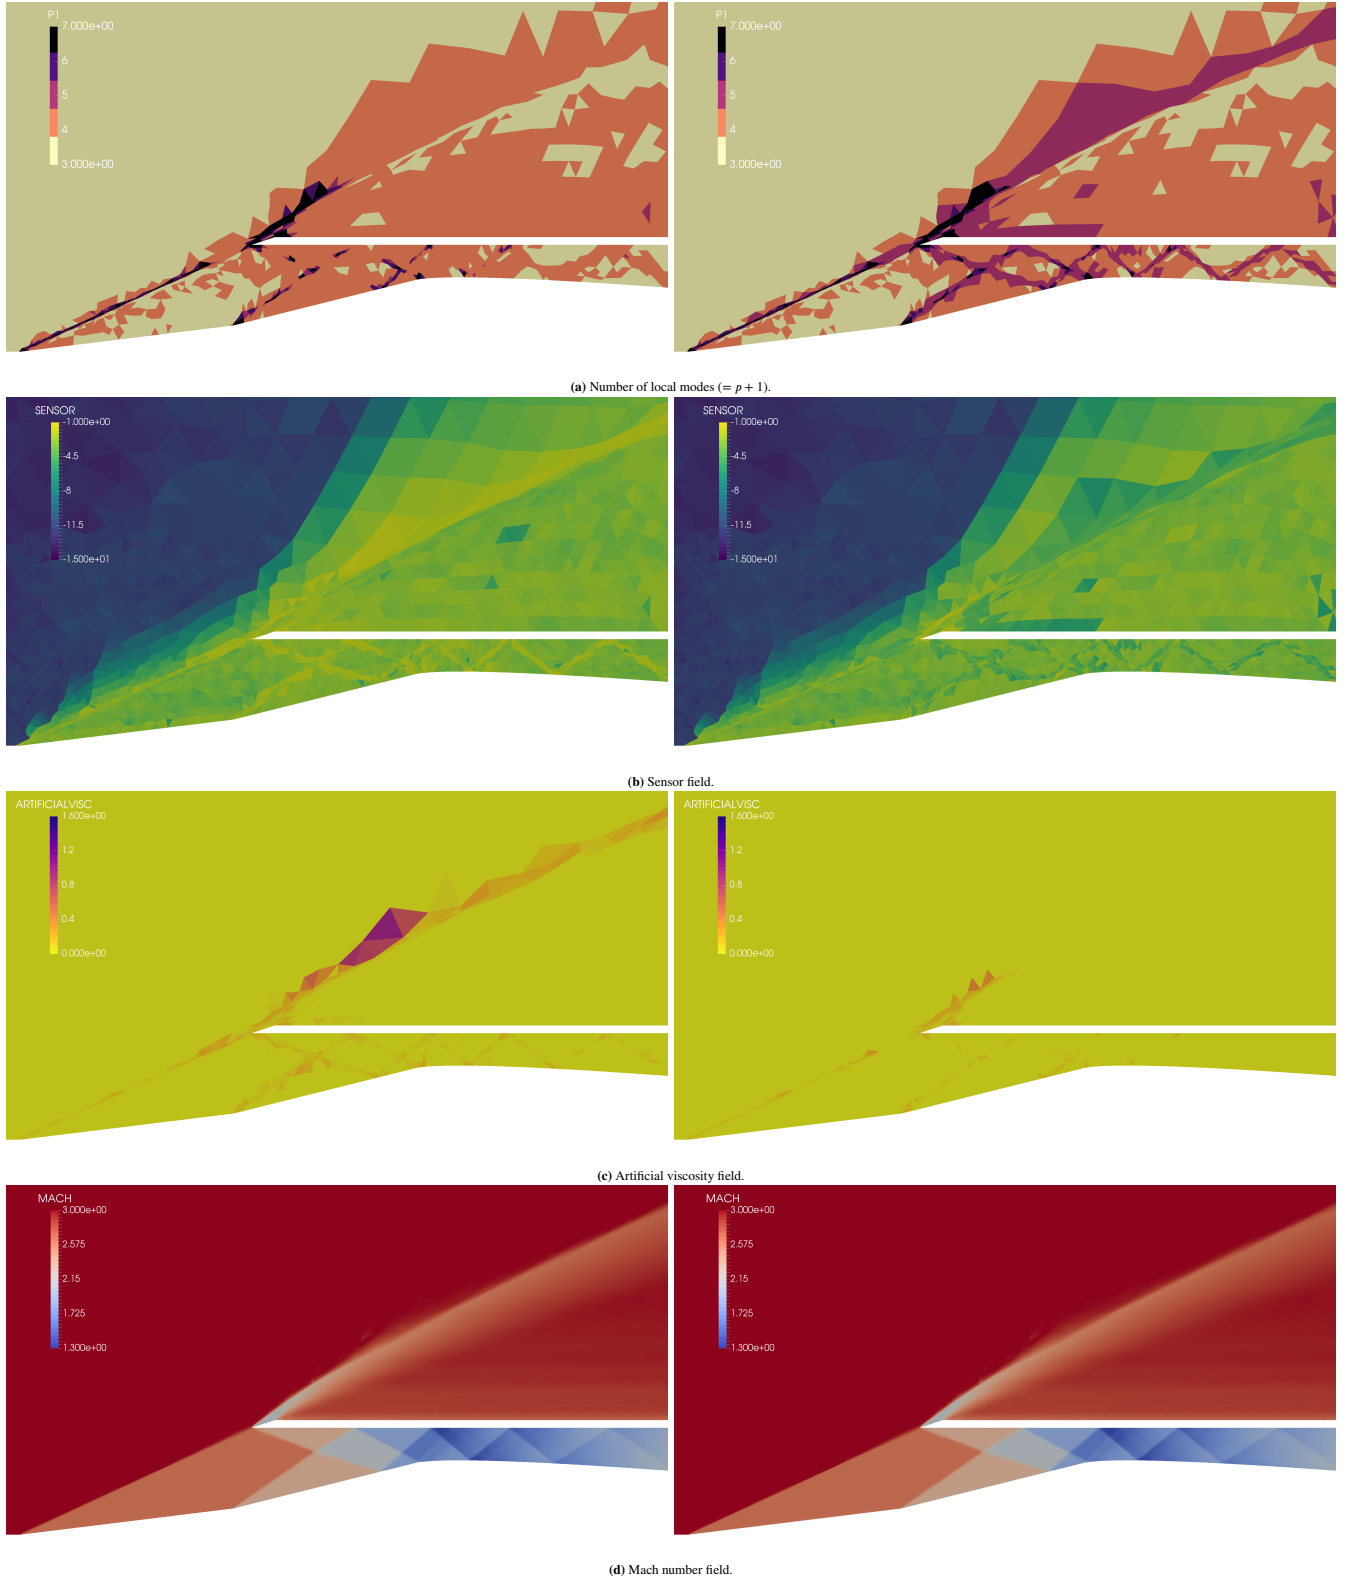 P1
7.000e+00
6
5
4
3.000e+00
P1
7.000e+00
6
5
4
3.000e+00
(a) Number of local modes (= p + 1).
SENSOR
-1.000e+00
-4.5
-8
-11.5
-1.500e+01
SENSOR
-1.000e+00
-4.5
-8
-11.5
-1.500e+01
(b) Sensor field.
ARTIFICIALVISC
1.600e+00
1.2
0.8
0.4
0.000e+00
ARTIFICIALVISC
1.600e+00
1.2
0.8
0.4
0.000e+00
(c) Artificial viscosity field.
MACH
3.000e+00
2.575
2.15
1.725
1.300e+00
MACH
3.000e+00
2.575
2.15
1.725
1.300e+00
(d) Mach number field.